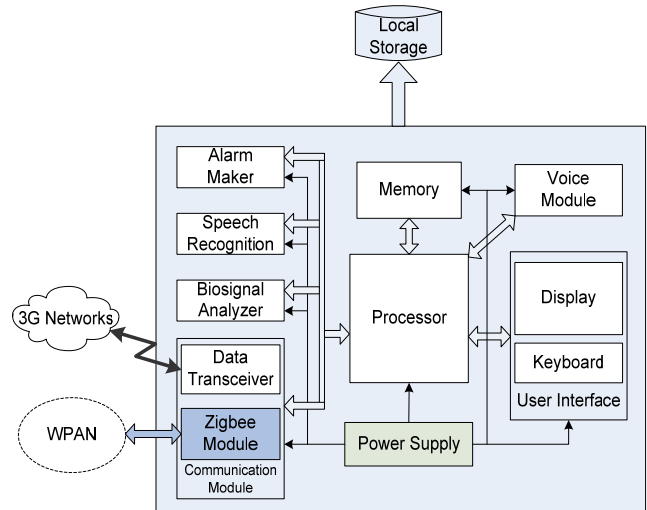 Local
Storage
Alarm
Maker
Memory
Voice
Module
Speech
Recognition
Biosignal
Analyzer
Processor
Display
3G Networks
Data
Transceiver
Keyboard
User Interface
WPAN
Zigbee
Module
Power Supply
Communication
Module